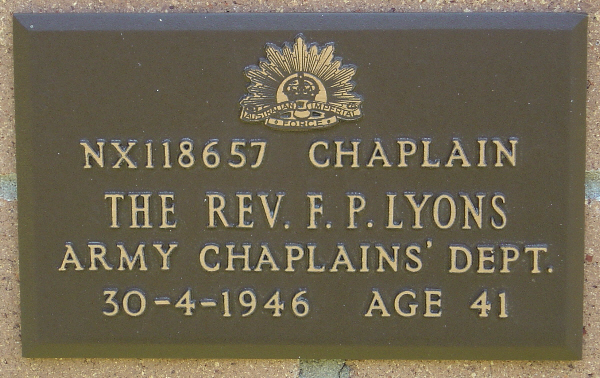 AUSTRALIAN IMPERIAL
FORCE
NX118657 CHAPLAIN
THE REV. F. P. LYONS
ARMY CHAPLAINS' DEPT.
30-4-1946 AGE 41